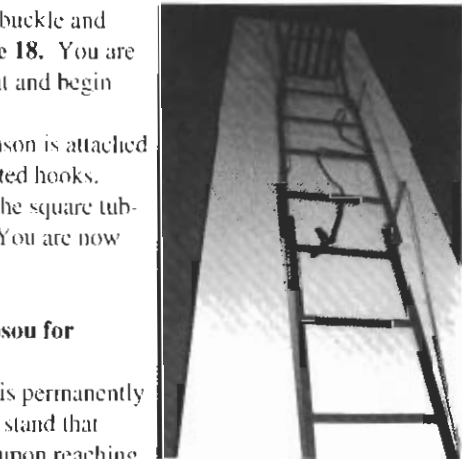 buckle and
e 18. You are
t and begin
nson is attached
ted hooks.
he square tub-
You are now
sou for
is permanently
stand that
upon reaching